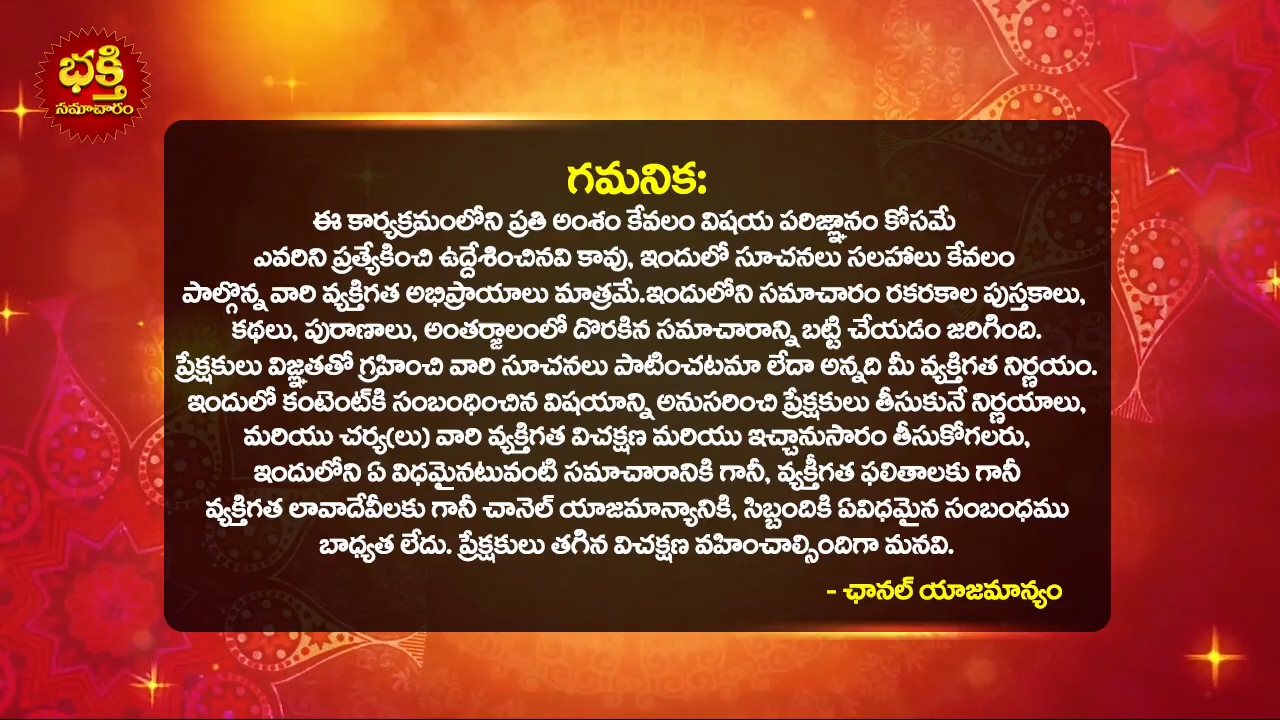 భక్తి
సమాచారం
గమనిక:
ఈ కార్యక్రమంలోని ప్రతి అంశం కేవలం విషయ పరిజ్ఞానం కోసమే
ఎవరిని ప్రత్యేకించి ఉద్దేశించినవి కావు, ఇందులో సూచనలు సలహాలు కేవలం
పాల్గొన్న వారి వ్యక్తిగత అభిప్రాయాలు మాత్రమే.ఇందులోని సమాచారం రకరకాల పుస్తకాలు,
కథలు, పురాణాలు, అంతర్జాలంలో దొరకిన సమాచారాన్ని బట్టి చేయడం జరిగింది.
ప్రేక్షకులు విజ్ఞతతో గ్రహించి వారి సూచనలు పాటించటమా లేదా అన్నది మీ వ్యక్తిగత నిర్ణయం.
ఇందులో కంటెంట్‌కి సంబంధించిన విషయాన్ని అనుసరించి ప్రేక్షకులు తీసుకునే నిర్ణయాలు,
మరియు చర్య(లు) వారి వ్యక్తిగత విచక్షణ మరియు ఇచ్చానుసారం తీసుకోగలరు,
ఇందులోని ఏ విధమైనటువంటి సమాచారానికి గానీ, వ్యక్తీగత ఫలితాలకు గానీ
వ్యక్తిగత లావాదేవీలకు గానీ చానెల్ యాజమాన్యానికి, సిబ్బందికి ఏవిధమైన సంబంధము
బాధ్యత లేదు. ప్రేక్షకులు తగిన విచక్షణ వహించాల్సిందిగా మనవి.
- ఛానల్ యాజమాన్యం